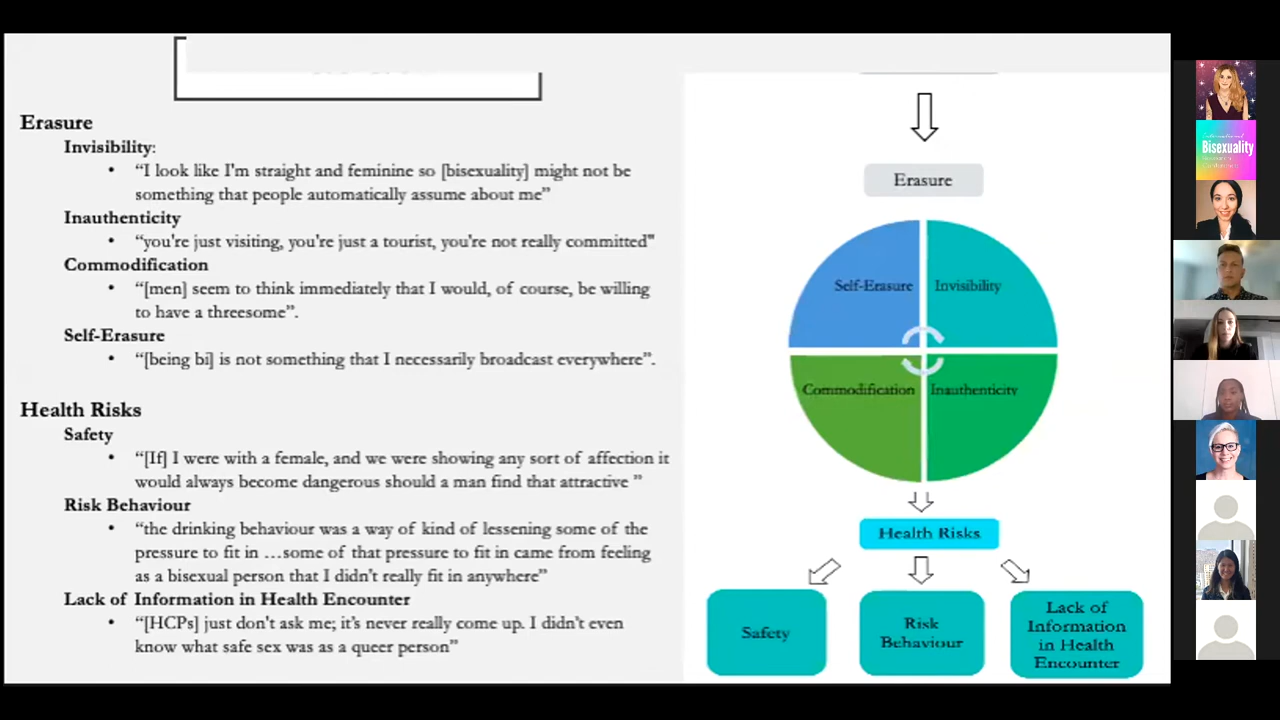 Erasure
Invisibility:
• “I look like I'm straight and feminine so [bisexuality] might not be
something that people automatically assume about me”
Inauthenticity
• “you're just visiting, you're just a tourist, you're not really committed"
Commodification
• “[men] seem to think immediately that I would, of course, be willing
to have a threesome”.
Self-Erasure
• “[being bi] is not something that I necessarily broadcast everywhere”.
Health Risks
Safety
• “[If] I were with a female, and we were showing any sort of affection it
would always become dangerous should a man find that attractive ”
Risk Behaviour
• “the drinking behaviour was a way of kind of lessening some of the
pressure to fit in …some of that pressure to fit in came from feeling
as a bisexual person that I didn't really fit in anywhere”
Lack of Information in Health Encounter
• “[HCPs] just don't ask me; it's never really come up. I didn't even
know what safe sex was as a queer person”
Erasure
Self-Erasure
Invisibility
Commodification
Inauthenticity
Health Risks
Safety
Risk
Behaviour
Lack of
Information
in Health
Encounter
Bisexuality